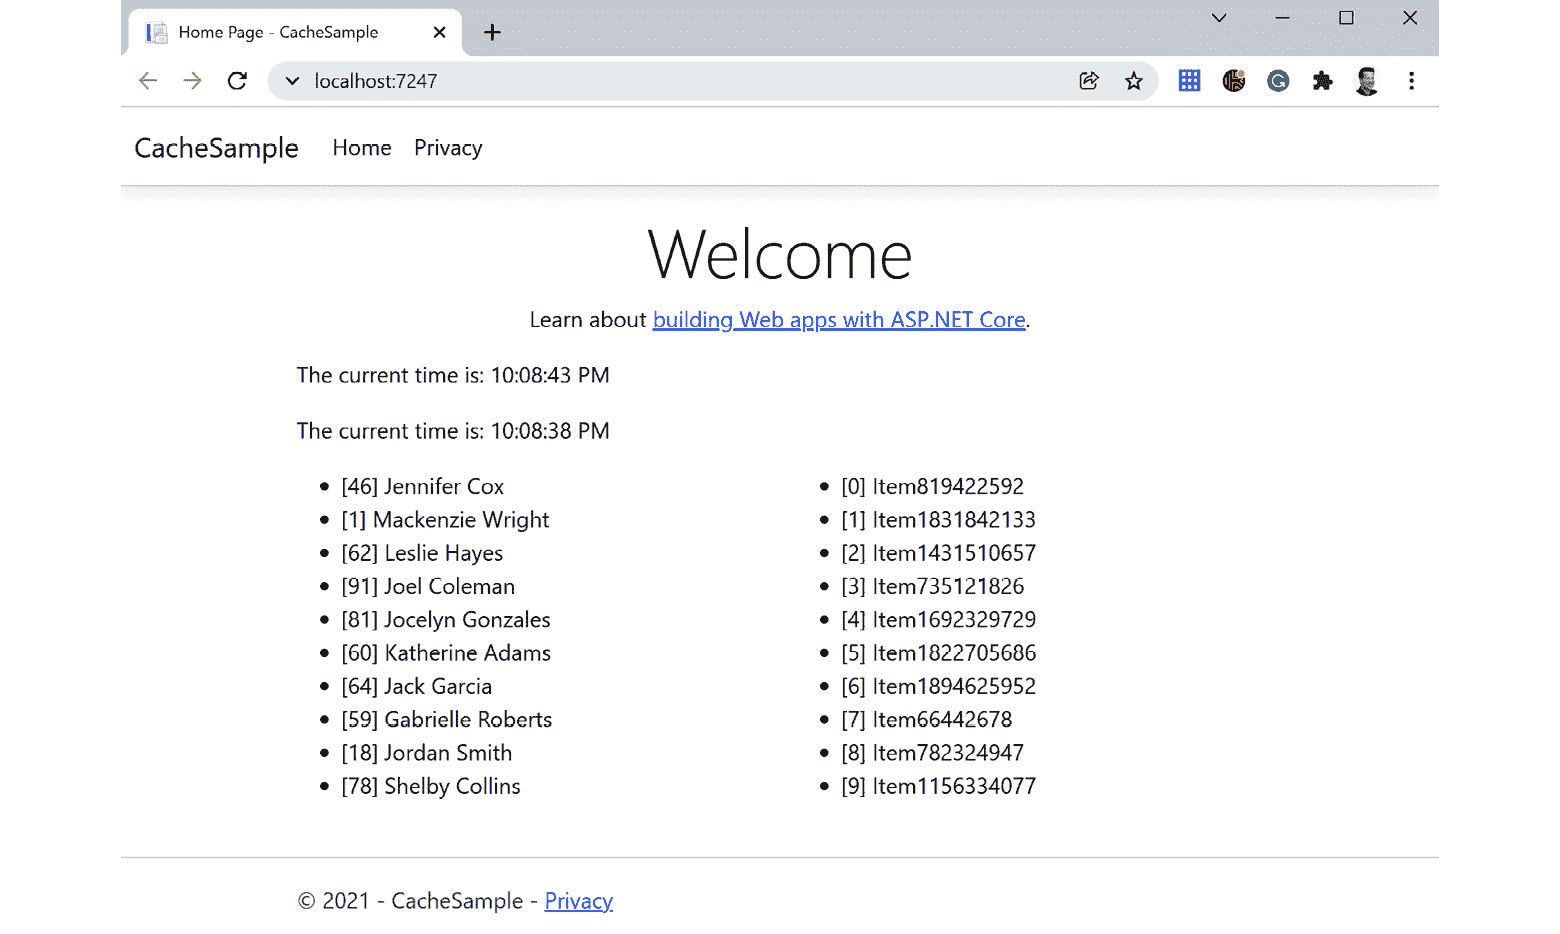 Home Page - CacheSample
localhost:7247
CacheSample Home Privacy
Welcome
Learn about building Web apps with ASP.NET Core.
The current time is: 10:08:43 PM
The current time is: 10:08:38 PM
[46] Jennifer Cox
[1] Mackenzie Wright
[62] Leslie Hayes
[91] Joel Coleman
[81] Jocelyn Gonzales
[60] Katherine Adams
[64] Jack Garcia
[59] Gabrielle Roberts
[18] Jordan Smith
[78] Shelby Collins
[0] Item819422592
[1] Item1831842133
[2] Item1431510657
[3] Item735121826
[4] Item1692329729
[5] Item1822705686
[6] Item1894625952
[7] Item66442678
[8] Item782324947
[9] Item1156334077
© 2021 - CacheSample - Privacy